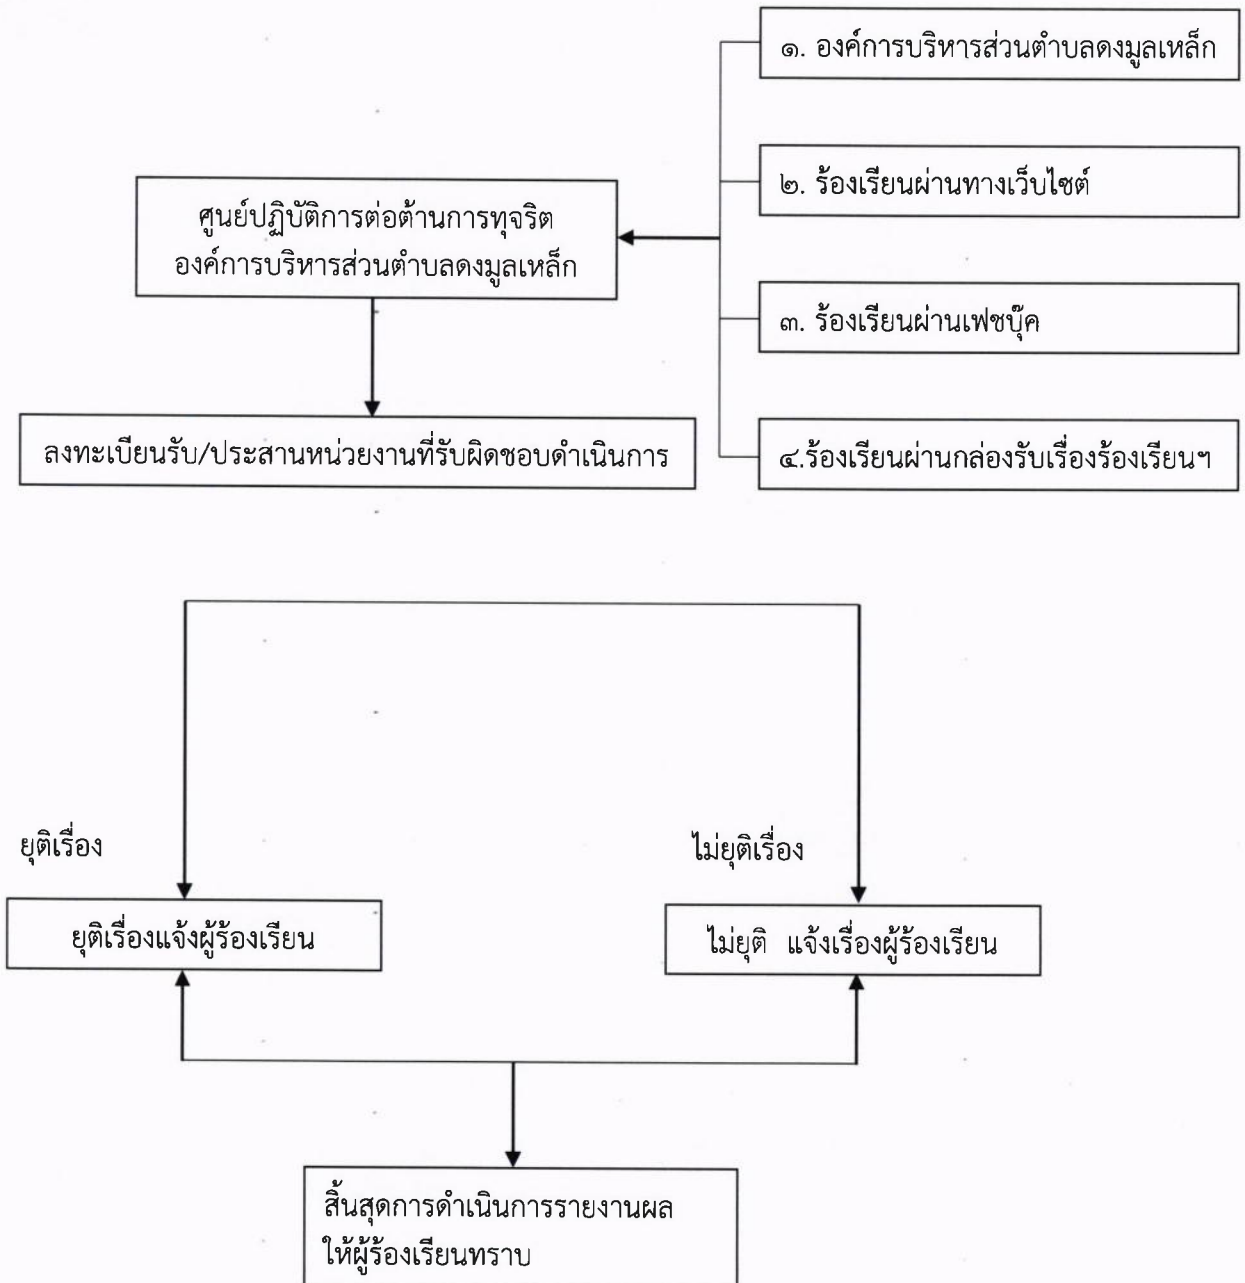 ๑. องค์การบริหารส่วนตำบลดงมูลเหล็ก
๒. ร้องเรียนผ่านทางเว็บไซต์
ศูนย์ปฏิบัติการต่อต้านการทุจริต
องค์การบริหารส่วนตำบลดงมูลเหล็ก
๓. ร้องเรียนผ่านเฟซบุ๊ค
ลงทะเบียนรับ/ประสานหน่วยงานที่รับผิดชอบดำเนินการ
๔.ร้องเรียนผ่านกล่องรับเรื่องร้องเรียนฯ
ยุติเรื่อง
ไม่ยุติเรื่อง
ยุติเรื่องแจ้งผู้ร้องเรียน
ไม่ยุติ แจ้งเรื่องผู้ร้องเรียน
สิ้นสุดการดำเนินการรายงานผล
ให้ผู้ร้องเรียนทราบ